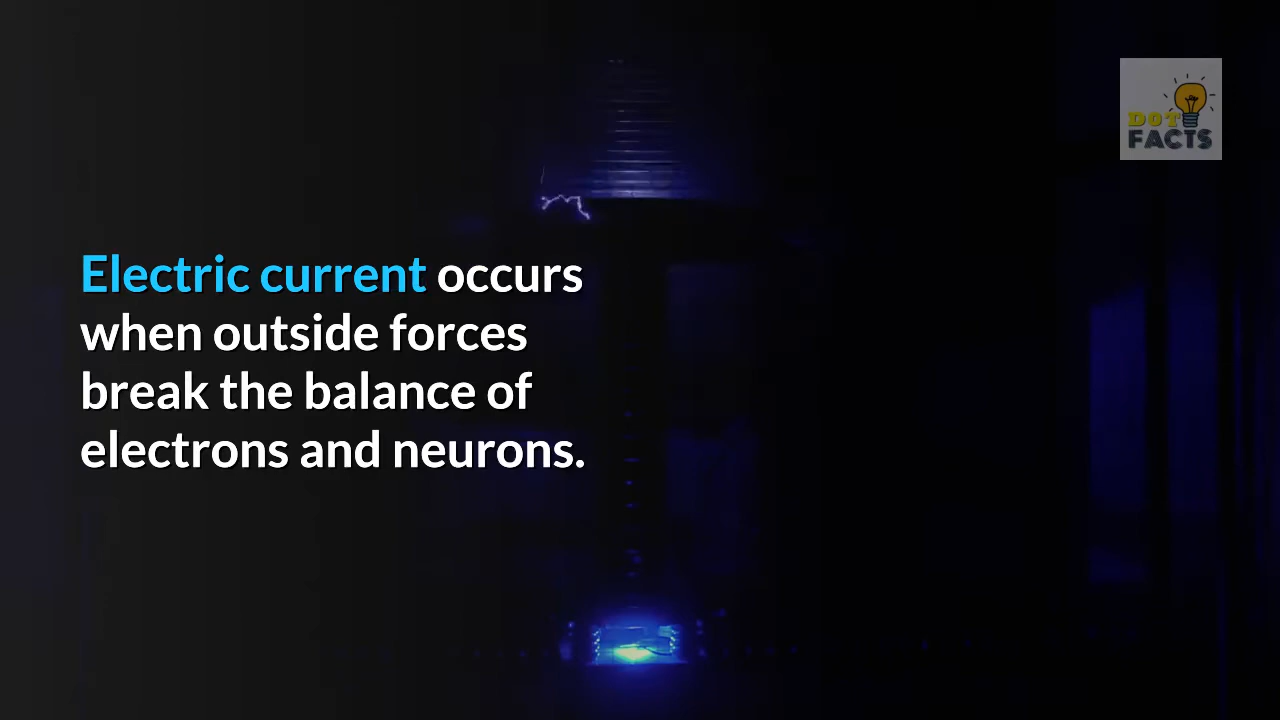 DOT
FACTS
Electric current occurs
when outside forces
break the balance of
electrons and neurons.